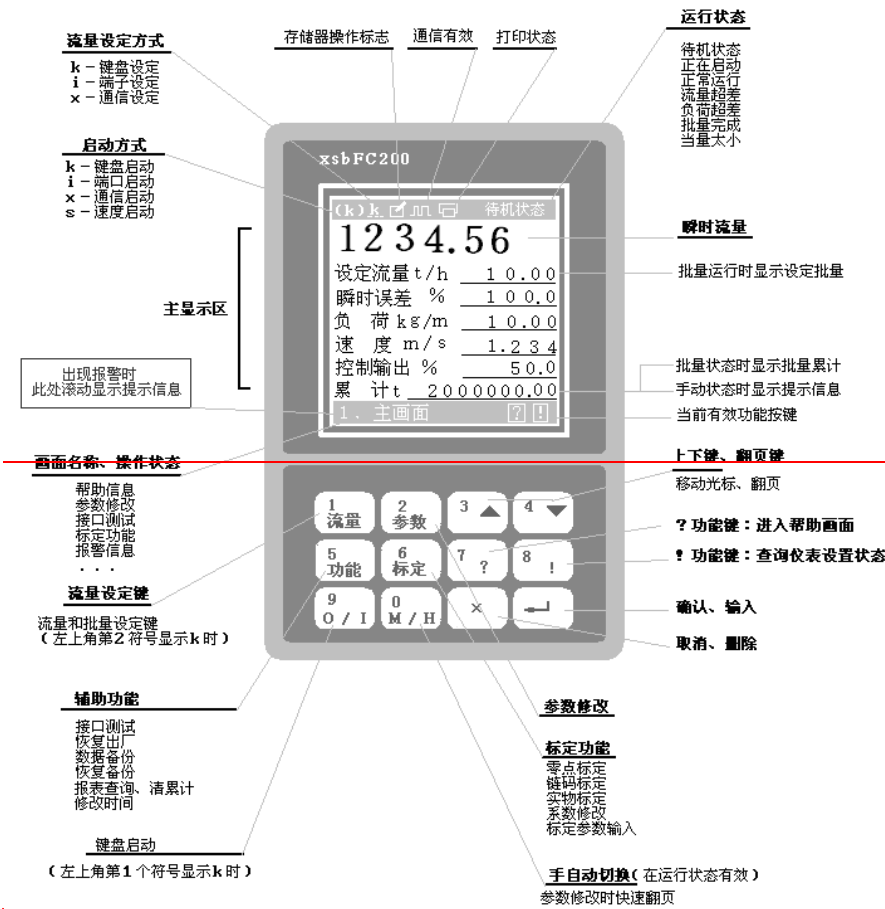 流量设定方式
k－键盘设定
i－端子设定
x－通信设定
启动方式
k－键盘启动
i－端口启动
x－通信启动
s－速度启动
主显示区
出现报警时
此处滚动显示提示信息
画面名称、操作状态
帮助信息
参数修改
接口测试
标定功能
报警信息
...
流量设定键
流量和批量设定键
(左上角第2符号显示k时)
辅助功能
接口测试
恢复出厂
数据备份
恢复备份
报表查询、清累计
修改时间
键盘启动
(左上角第1个符号显示k时)
存储器操作标志
通信有效
打印状态
xsbFC200
(k)k 待机状态
1234.56
设定流量t/h 10.00
瞬时误差 % 100.0
负 荷kg/m 10.00
速 度m/s 1.234
控制输出 % 50.0
累 计t 2000000.00
1. 主画面 ? !
1 流量
2 参数
3 ▲
4 ▼
5 功能
6 标定
7 ?
8 !
9 O/I
0 M/H
×
运行状态
待机状态
正在启动
正常运行
流量超差
负荷超差
批量完成
当量太小
瞬时流量
批量运行时显示设定批量
批量状态时显示批量累计
手动状态时显示提示信息
当前有效功能按键
上下键、翻页键
移动光标、翻页
?功能键：进入帮助画面
!功能键：查询仪表设置状态
确认、输入
取消、删除
参数修改
标定功能
零点标定
链码标定
实物标定
系数修改
标定参数输入
手自动切换(在运行状态有效)
参数修改时快速翻页